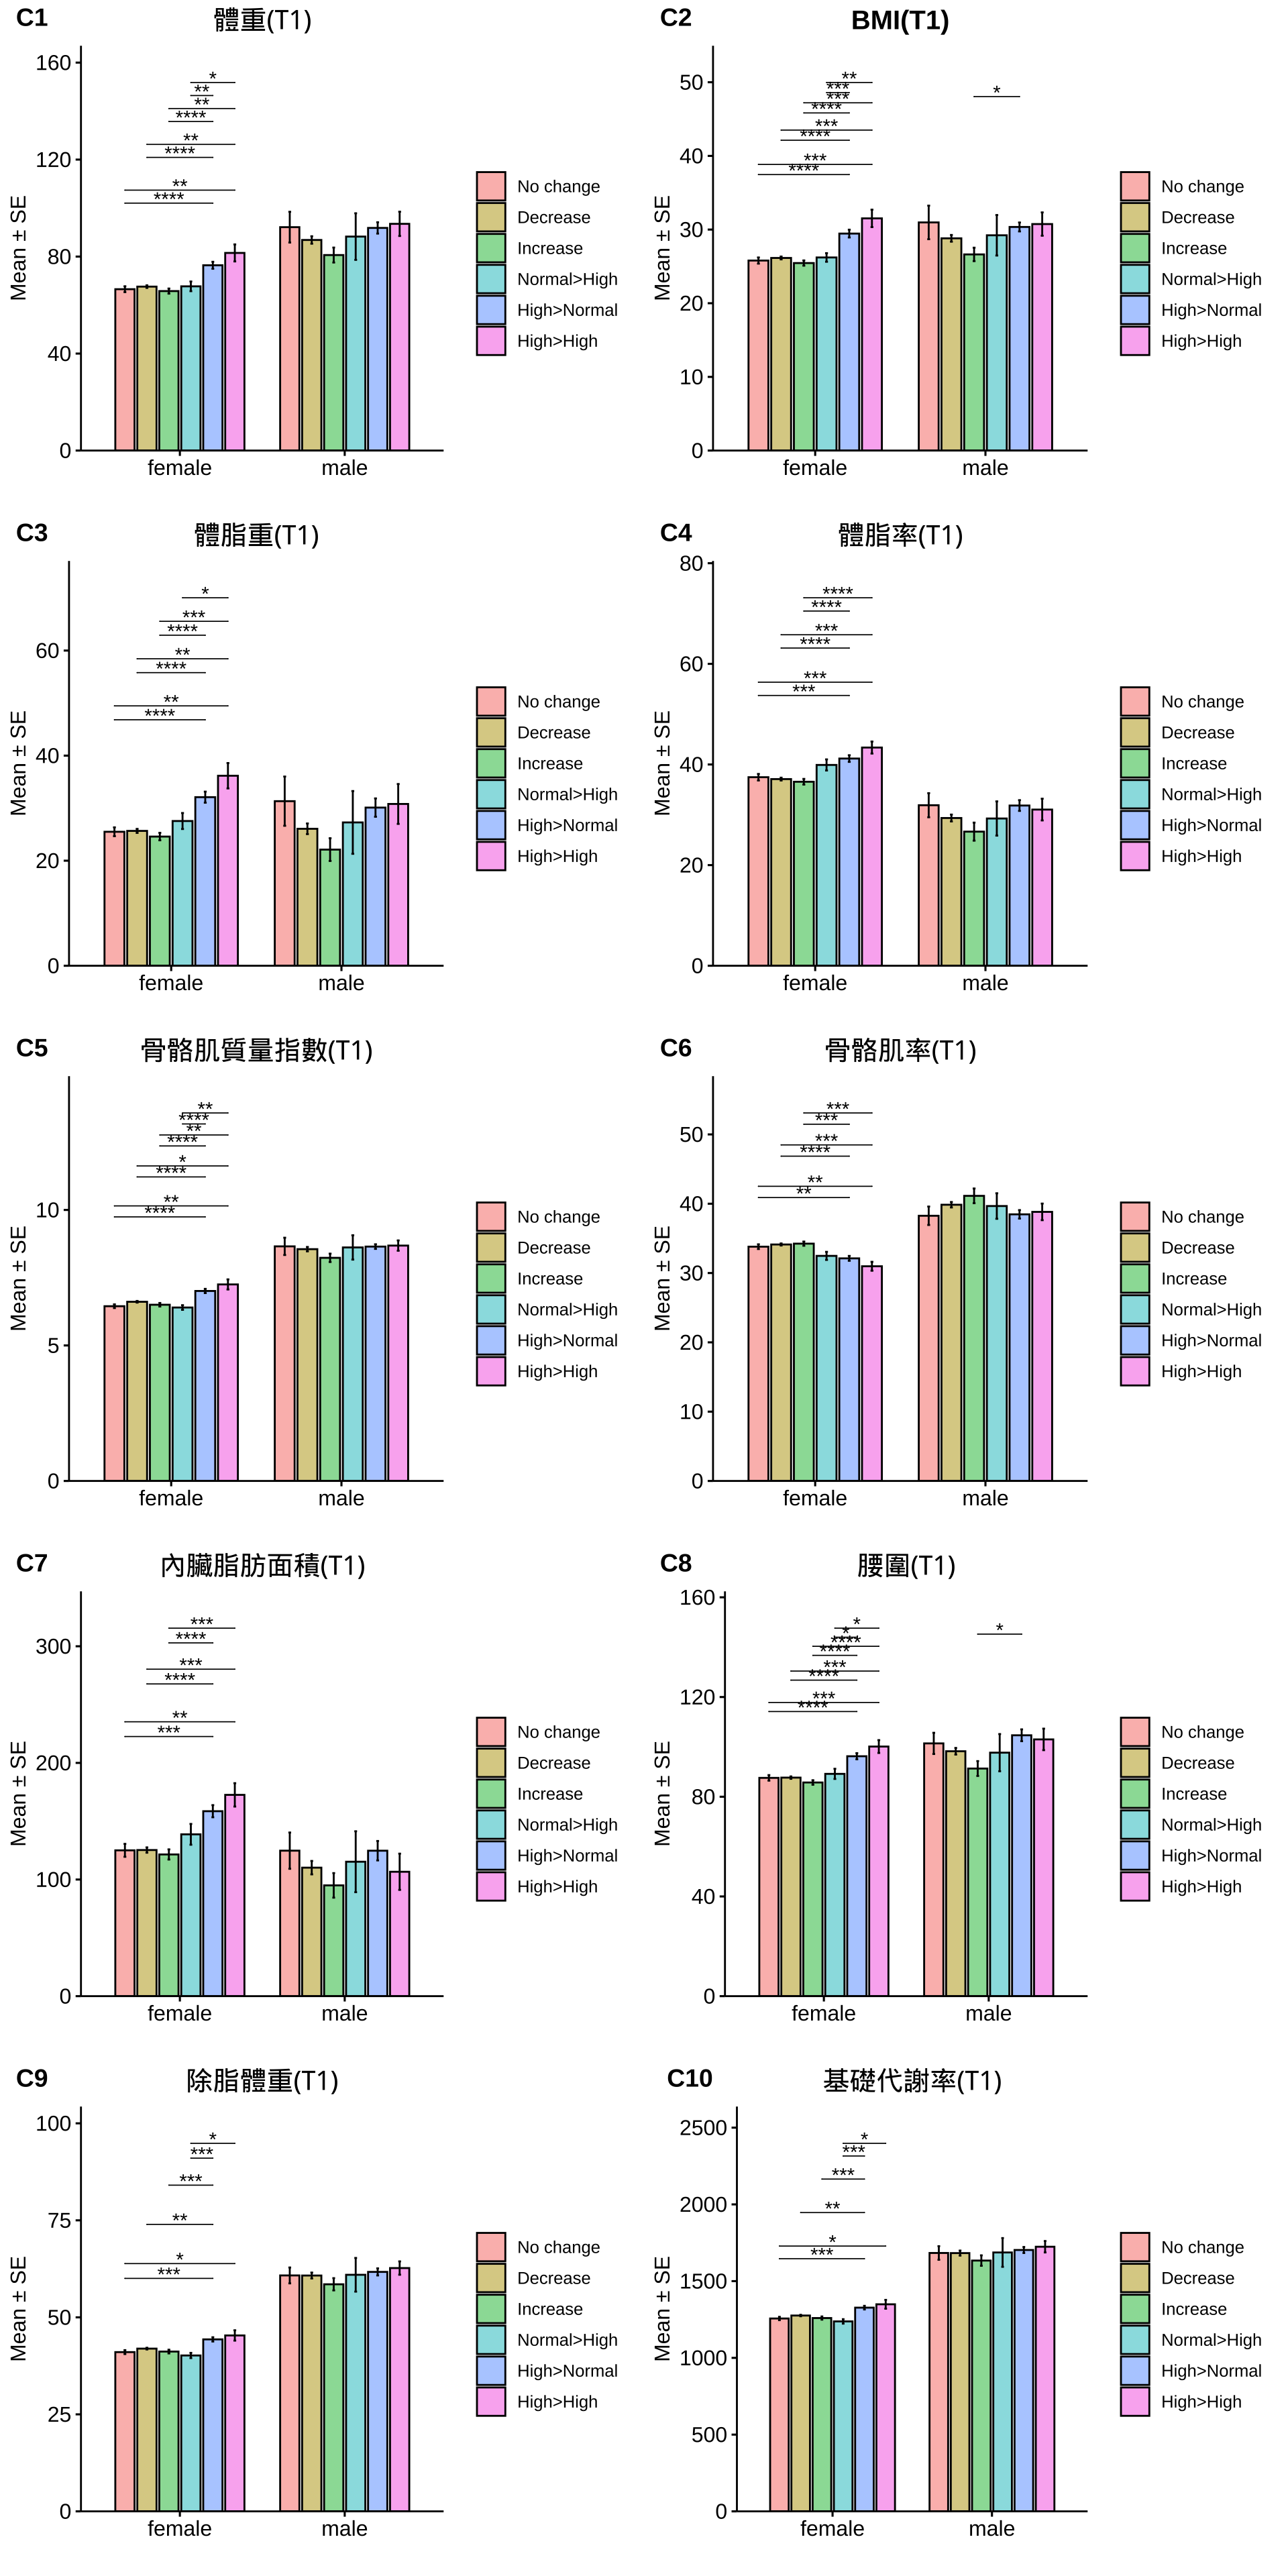 C1 體重(T1)
160
120
80
40
0
Mean ± SE
* ** ** **** ** **** ** ****
female male
No change
Decrease
Increase
Normal>High
High>Normal
High>High
C2 BMI(T1)
50
40
30
20
10
0
Mean ± SE
** *** *** **** *** **** *** **** *
female male
No change
Decrease
Increase
Normal>High
High>Normal
High>High
C3 體脂重(T1)
60
40
20
0
Mean ± SE
* *** **** ** **** ** ****
female male
No change
Decrease
Increase
Normal>High
High>Normal
High>High
C4 體脂率(T1)
80
60
40
20
0
Mean ± SE
**** **** *** **** *** ***
female male
No change
Decrease
Increase
Normal>High
High>Normal
High>High
C5 骨骼肌質量指數(T1)
10
5
0
Mean ± SE
** **** ** **** * **** ** ****
female male
No change
Decrease
Increase
Normal>High
High>Normal
High>High
C6 骨骼肌率(T1)
50
40
30
20
10
0
Mean ± SE
*** *** *** **** ** **
female male
No change
Decrease
Increase
Normal>High
High>Normal
High>High
C7 內臟脂肪面積(T1)
300
200
100
0
Mean ± SE
*** **** *** **** ** ***
female male
No change
Decrease
Increase
Normal>High
High>Normal
High>High
C8 腰圍(T1)
160
120
80
40
0
Mean ± SE
* * **** **** *** **** *** **** *
female male
No change
Decrease
Increase
Normal>High
High>Normal
High>High
C9 除脂體重(T1)
100
75
50
25
0
Mean ± SE
* *** *** ** * ***
female male
No change
Decrease
Increase
Normal>High
High>Normal
High>High
C10 基礎代謝率(T1)
2500
2000
1500
1000
500
0
Mean ± SE
* *** *** ** * ***
female male
No change
Decrease
Increase
Normal>High
High>Normal
High>High